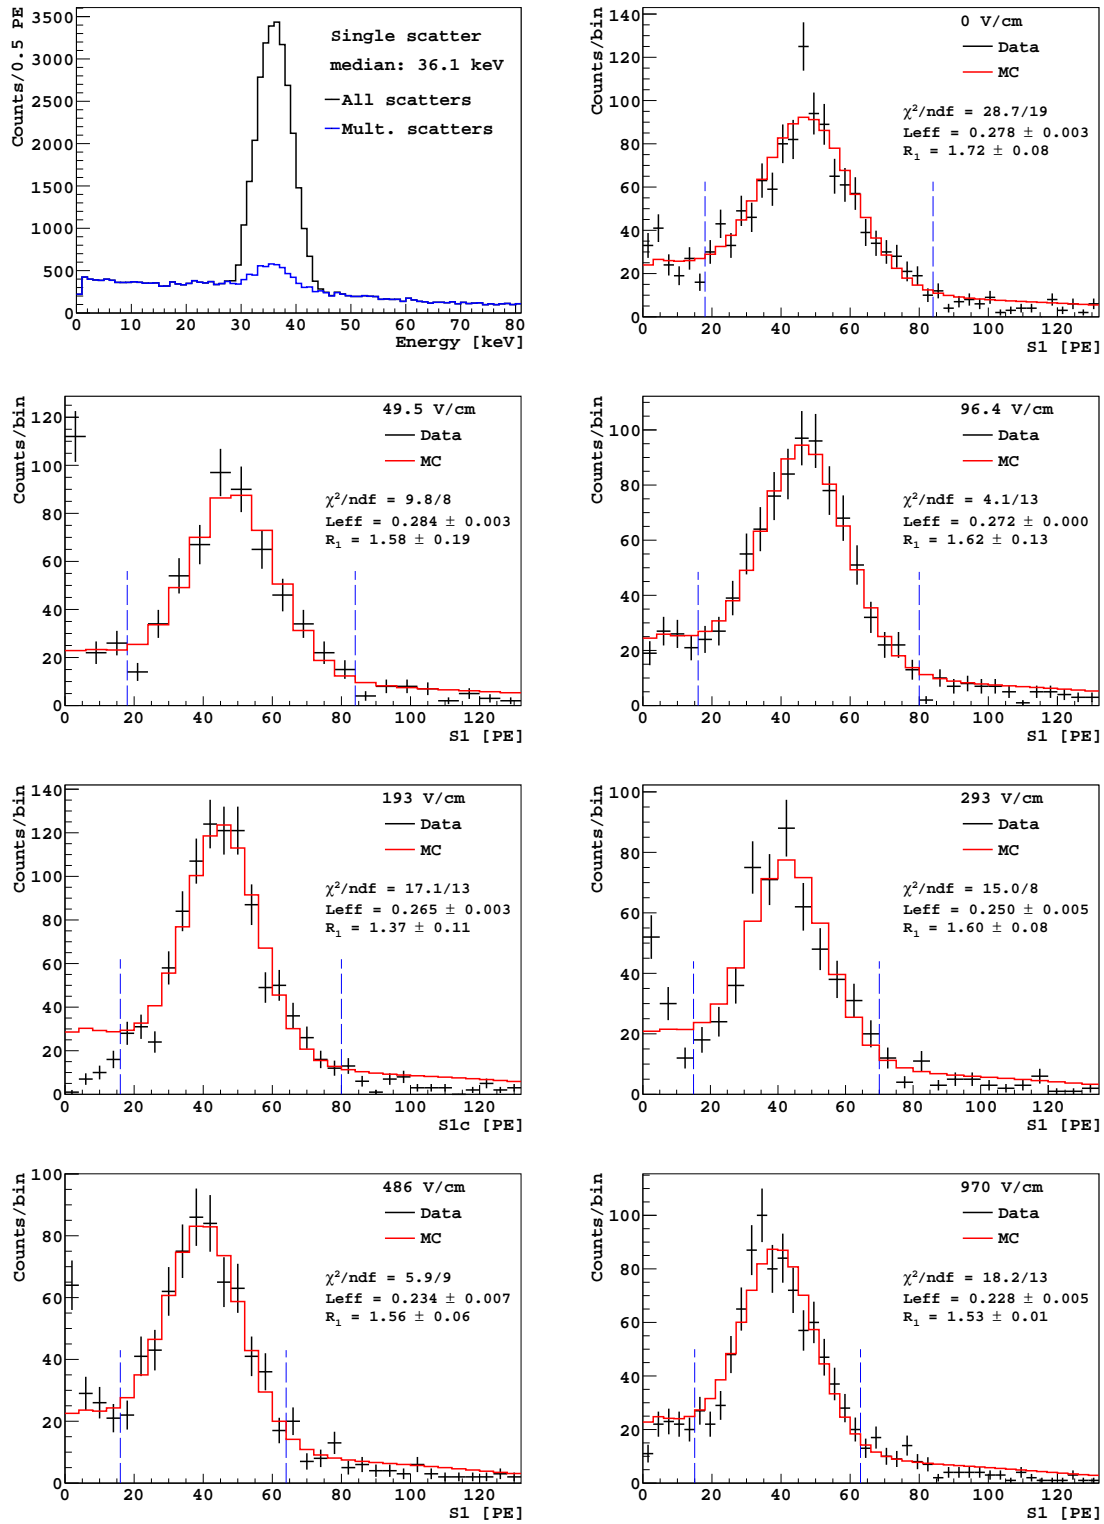 Counts/0.5 PE
3500
3000
2500
2000
1500
1000
500
0
Single scatter
median: 36.1 keV
All scatters
Mult. scatters
0 10 20 30 40 50 60 70 80
Energy [keV]
Counts/bin
140
120
100
80
60
40
20
0
0 V/cm
Data
MC
χ²/ndf = 28.7/19
Leff = 0.278 ± 0.003
R₁ = 1.72 ± 0.08
0 20 40 60 80 100 120
S1 [PE]
Counts/bin
120
100
80
60
40
20
0
49.5 V/cm
Data
MC
χ²/ndf = 9.8/8
Leff = 0.284 ± 0.003
R₁ = 1.58 ± 0.19
0 20 40 60 80 100 120
S1 [PE]
Counts/bin
100
80
60
40
20
0
96.4 V/cm
Data
MC
χ²/ndf = 4.1/13
Leff = 0.272 ± 0.000
R₁ = 1.62 ± 0.13
0 20 40 60 80 100 120
S1 [PE]
Counts/bin
140
120
100
80
60
40
20
0
193 V/cm
Data
MC
χ²/ndf = 17.1/13
Leff = 0.265 ± 0.003
R₁ = 1.37 ± 0.11
0 20 40 60 80 100 120
S1c [PE]
Counts/bin
100
80
60
40
20
0
293 V/cm
Data
MC
χ²/ndf = 15.0/8
Leff = 0.250 ± 0.005
R₁ = 1.60 ± 0.08
0 20 40 60 80 100 120
S1 [PE]
Counts/bin
100
80
60
40
20
0
486 V/cm
Data
MC
χ²/ndf = 5.9/9
Leff = 0.234 ± 0.007
R₁ = 1.56 ± 0.06
0 20 40 60 80 100 120
S1 [PE]
Counts/bin
100
80
60
40
20
0
970 V/cm
Data
MC
χ²/ndf = 18.2/13
Leff = 0.228 ± 0.005
R₁ = 1.53 ± 0.01
0 20 40 60 80 100 120
S1 [PE]